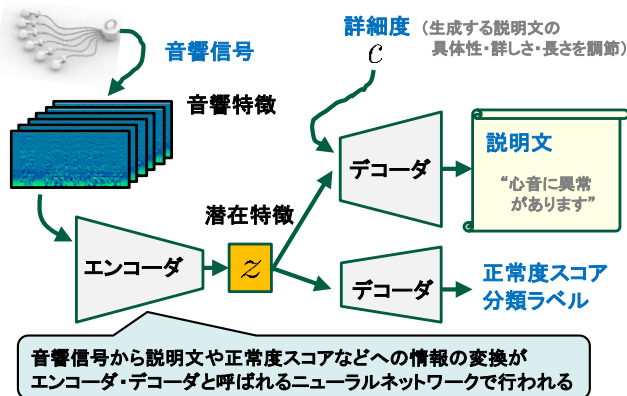 音響信号
詳細度 (生成する説明文の
具体性・詳しさ・長さを調節)
c
音響特徴
デコーダ
説明文
“心音に異常
があります”
潜在特徴
エンコーダ
z
デコーダ
正常度スコア
分類ラベル
音響信号から説明文や正常度スコアなどへの情報の変換が
エンコーダ・デコーダと呼ばれるニューラルネットワークで行われる